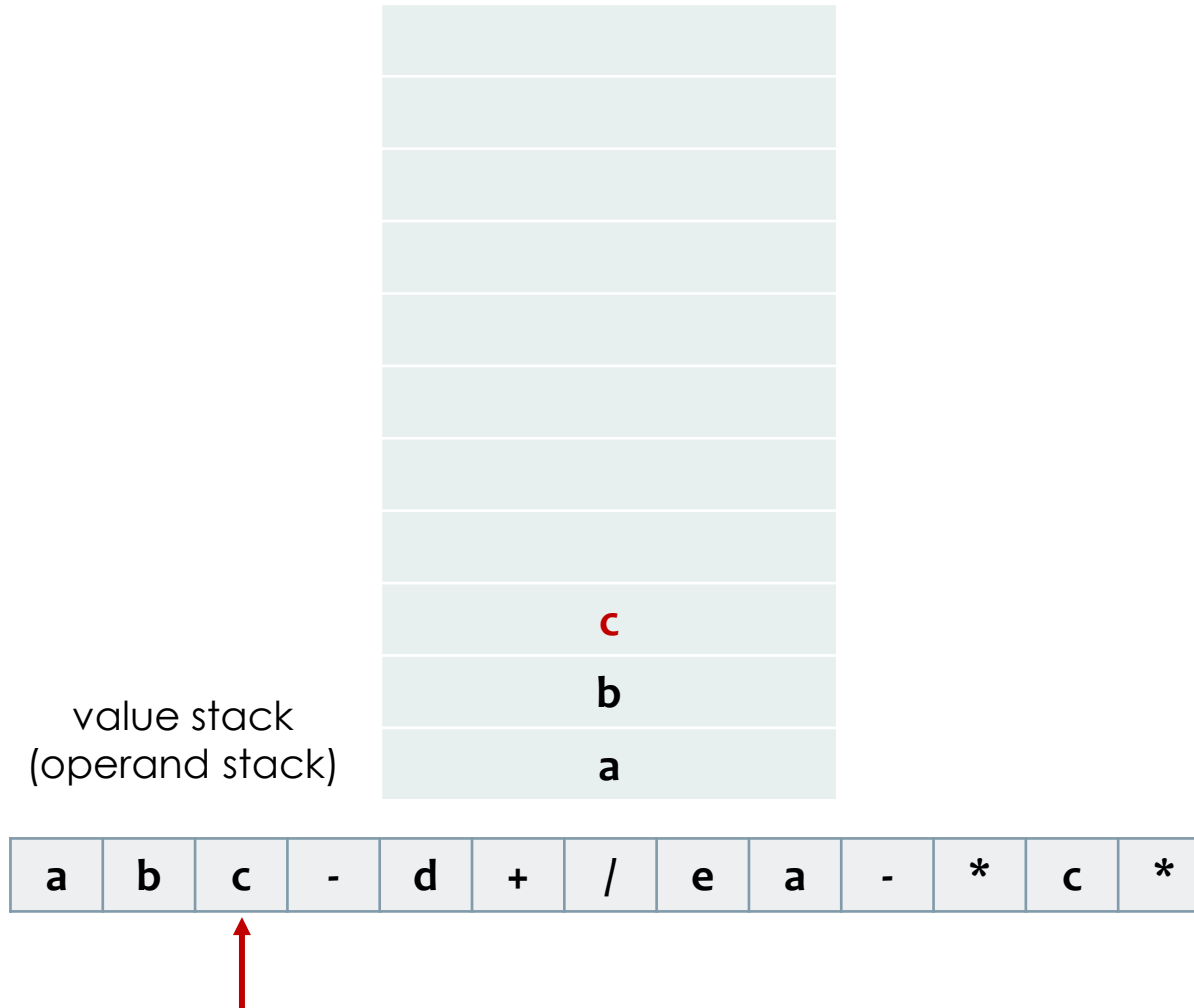 c
b
a
value stack
(operand stack)
a b c - d + / e a - * c *